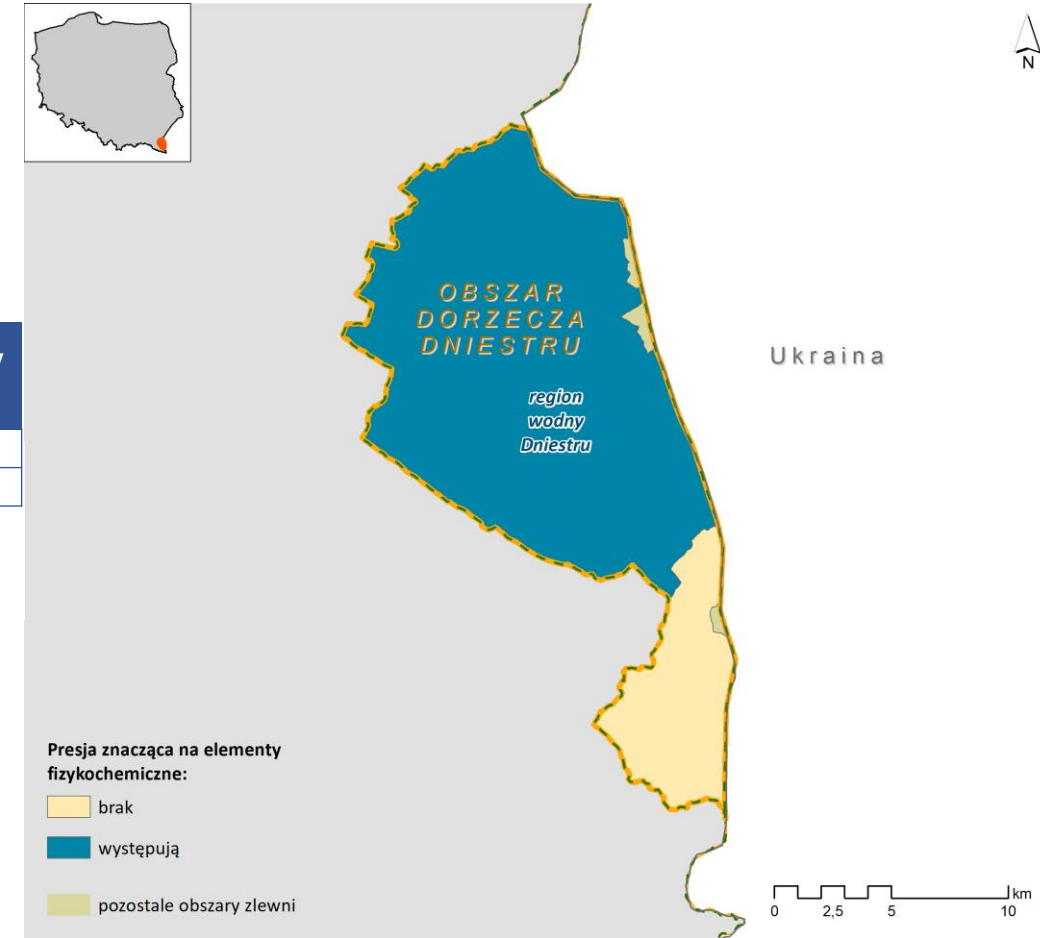 N
OBSZAR
DORZECZA
DNIESTRU
Ukraina
region
wodny
Dniestru
Presja znacząca na elementy
fizykochemiczne:
brak
występują
pozostałe obszary zlewni
km
0 2,5 5 10